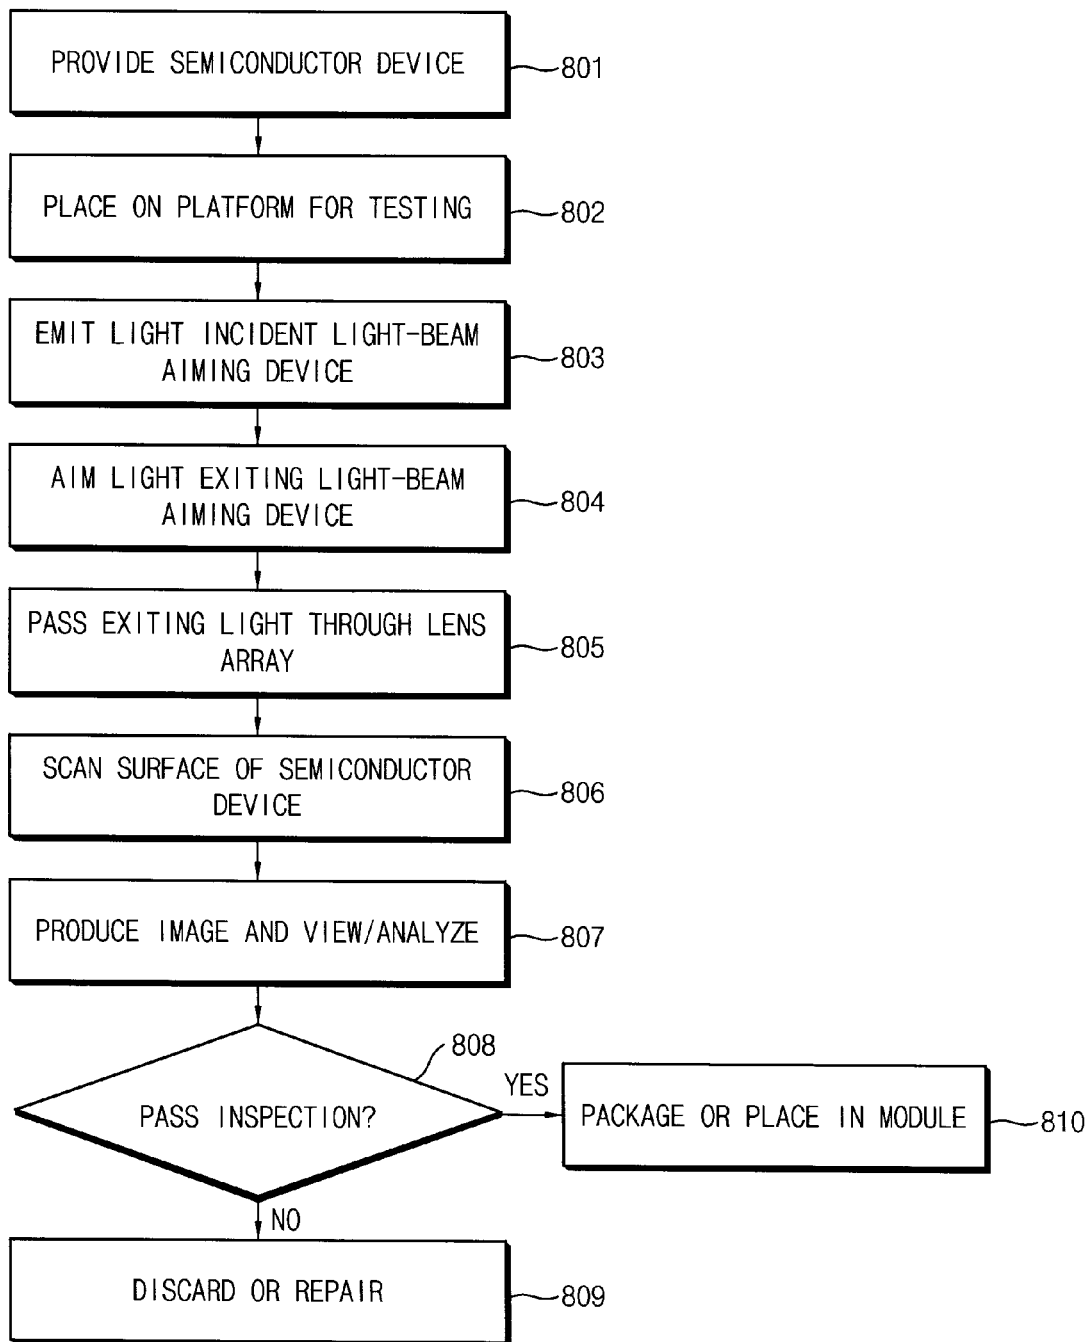 PROVIDE SEMICONDUCTOR DEVICE
801
PLACE ON PLATFORM FOR TESTING
802
EMIT LIGHT INCIDENT LIGHT-BEAM
AIMING DEVICE
803
AIM LIGHT EXITING LIGHT-BEAM
AIMING DEVICE
804
PASS EXITING LIGHT THROUGH LENS
ARRAY
805
SCAN SURFACE OF SEMICONDUCTOR
DEVICE
806
PRODUCE IMAGE AND VIEW/ANALYZE
807
808
PASS INSPECTION?
YES
PACKAGE OR PLACE IN MODULE
810
NO
DISCARD OR REPAIR
809